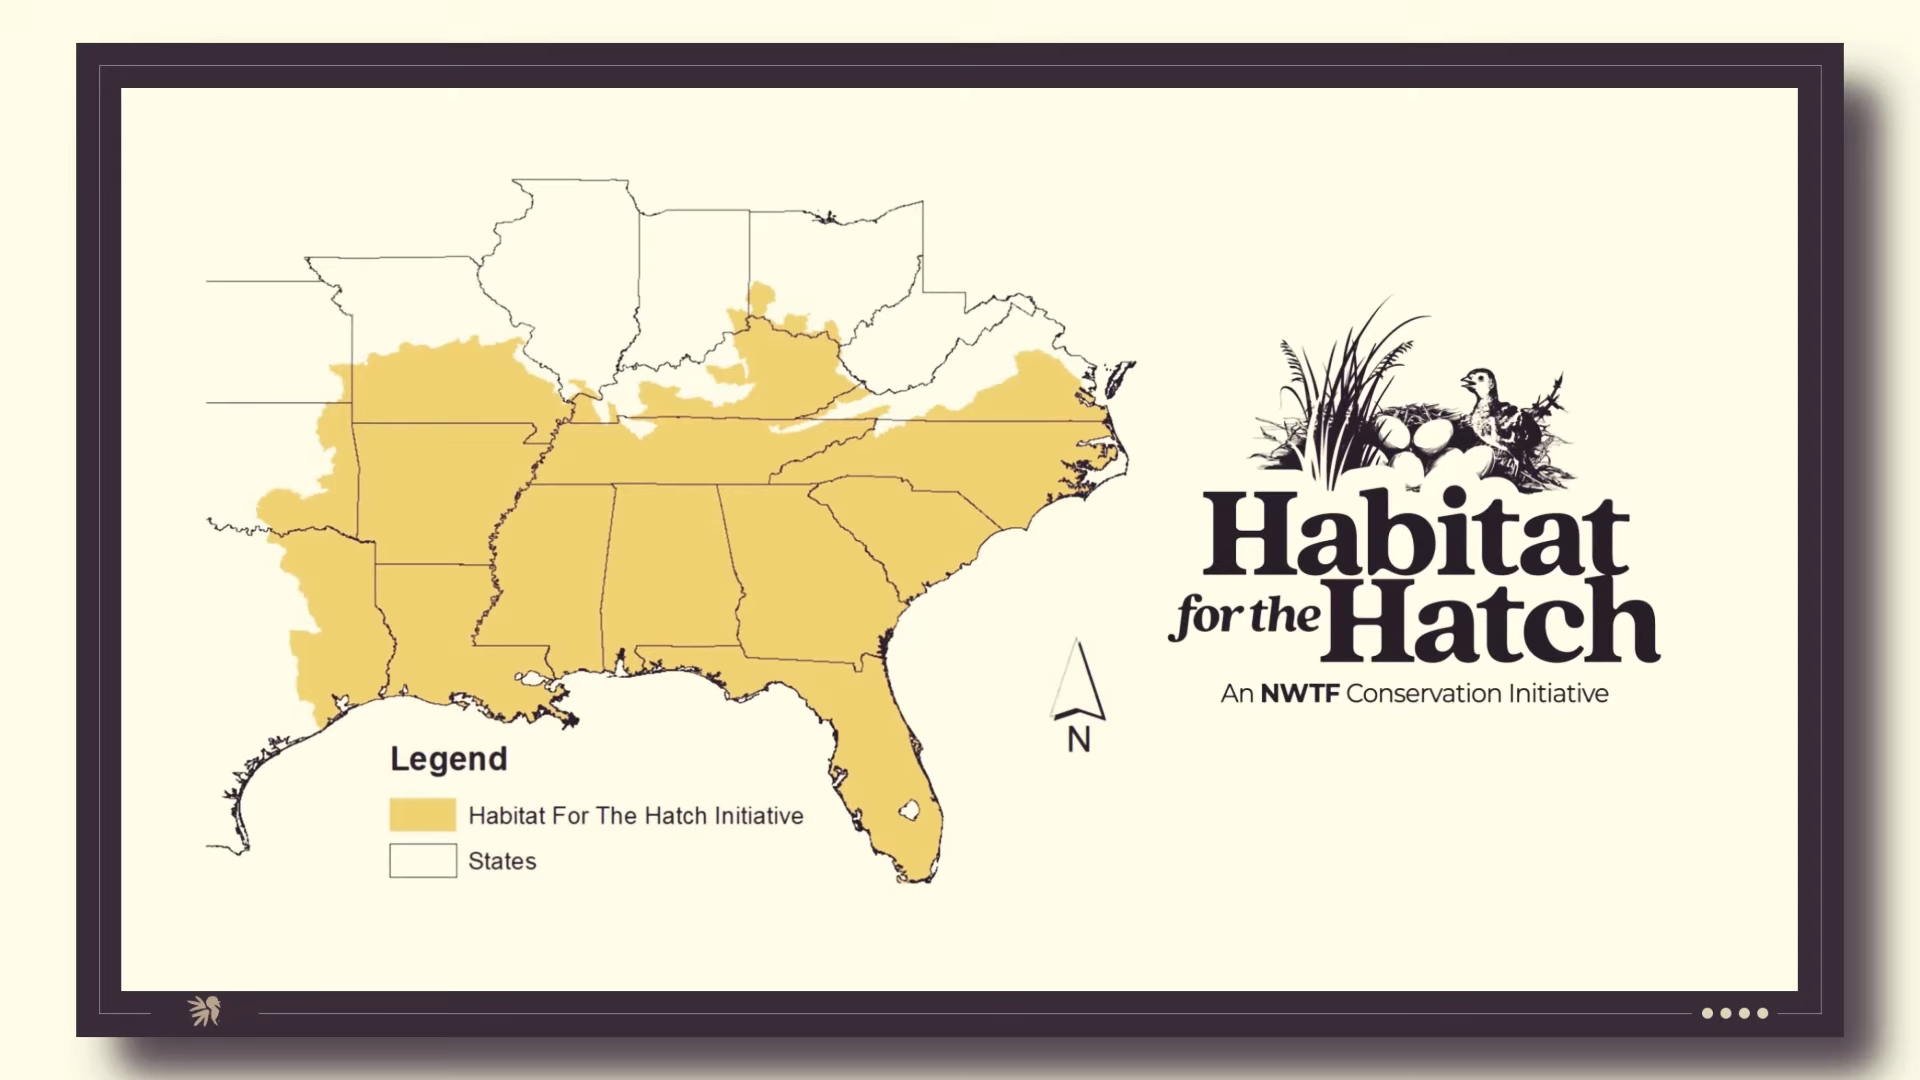 Legend
Habitat For The Hatch Initiative
States
N
Habitat
for the Hatch
An NWTF Conservation Initiative